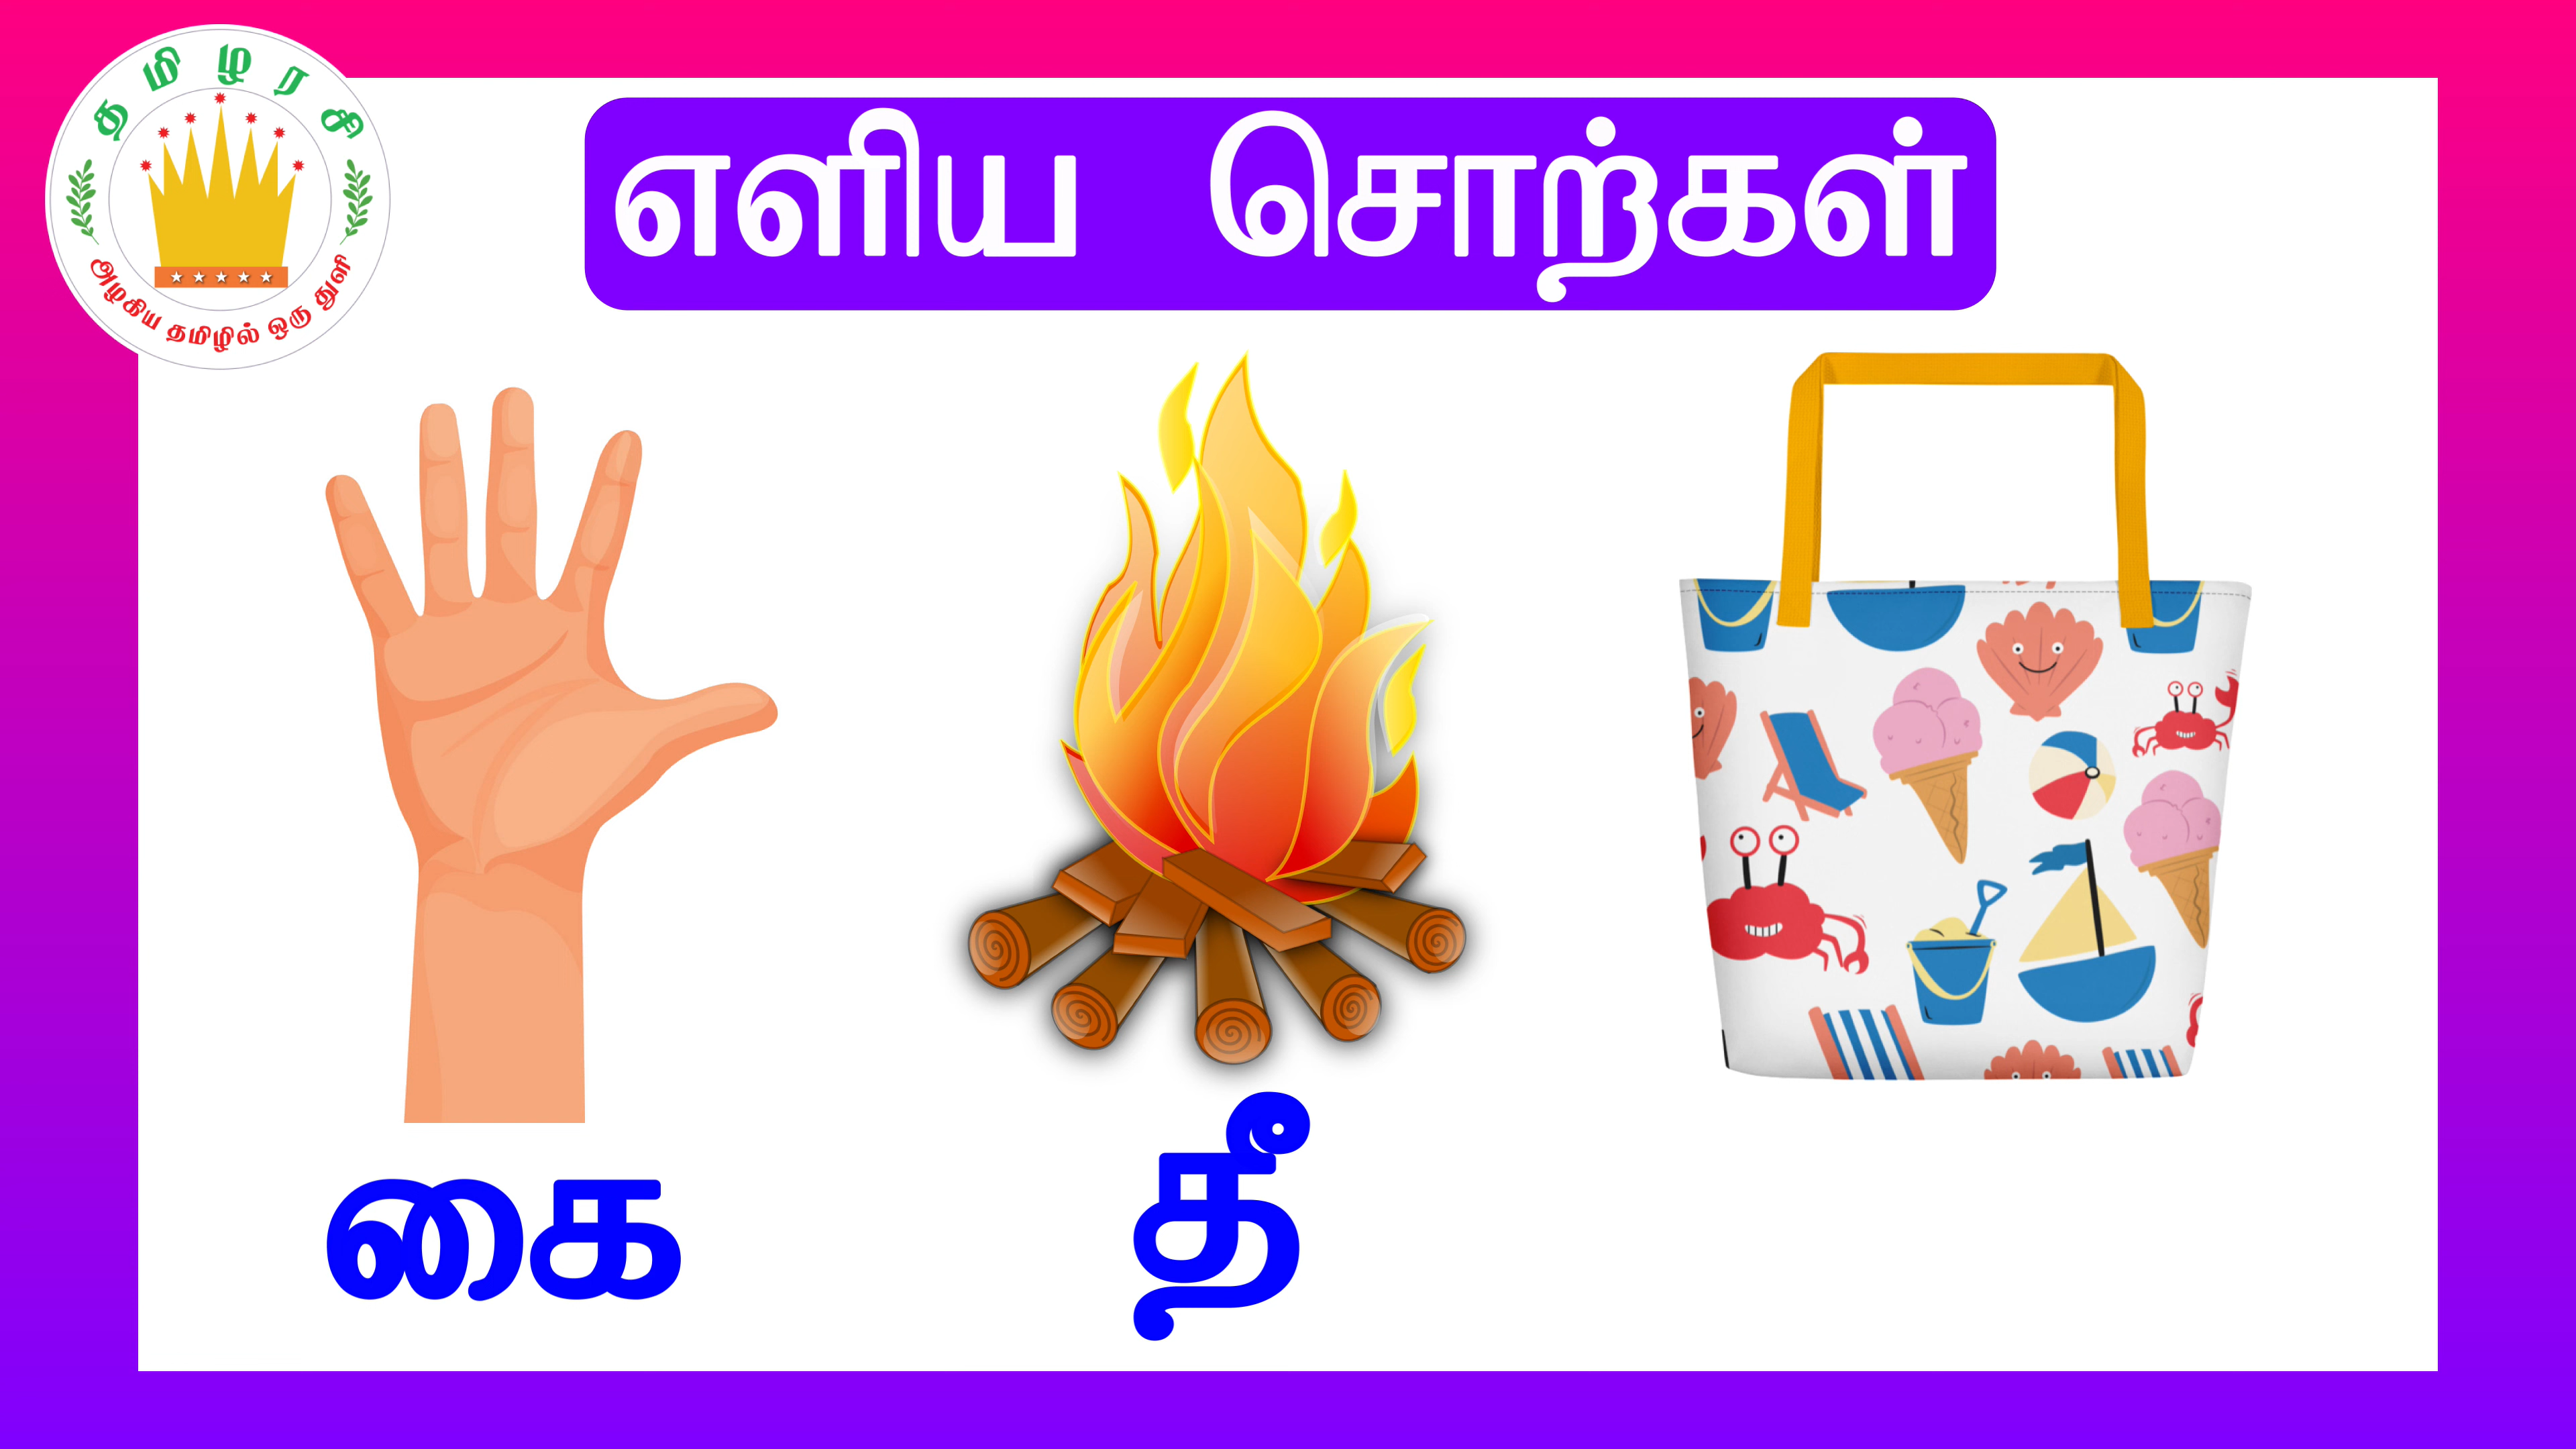 தமிழரசி
அழகிய தமிழில் ஒரு துளி
எளிய சொற்கள்
கை
தீ